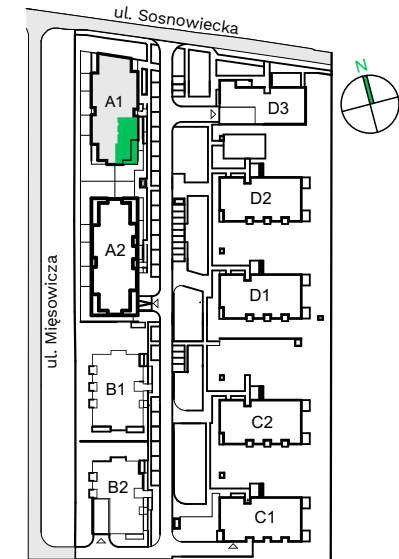 ul. Sosnowiecka
N
A1
D3
D2
A2
ul. Mięsowicza
D1
B1
C2
B2
C1